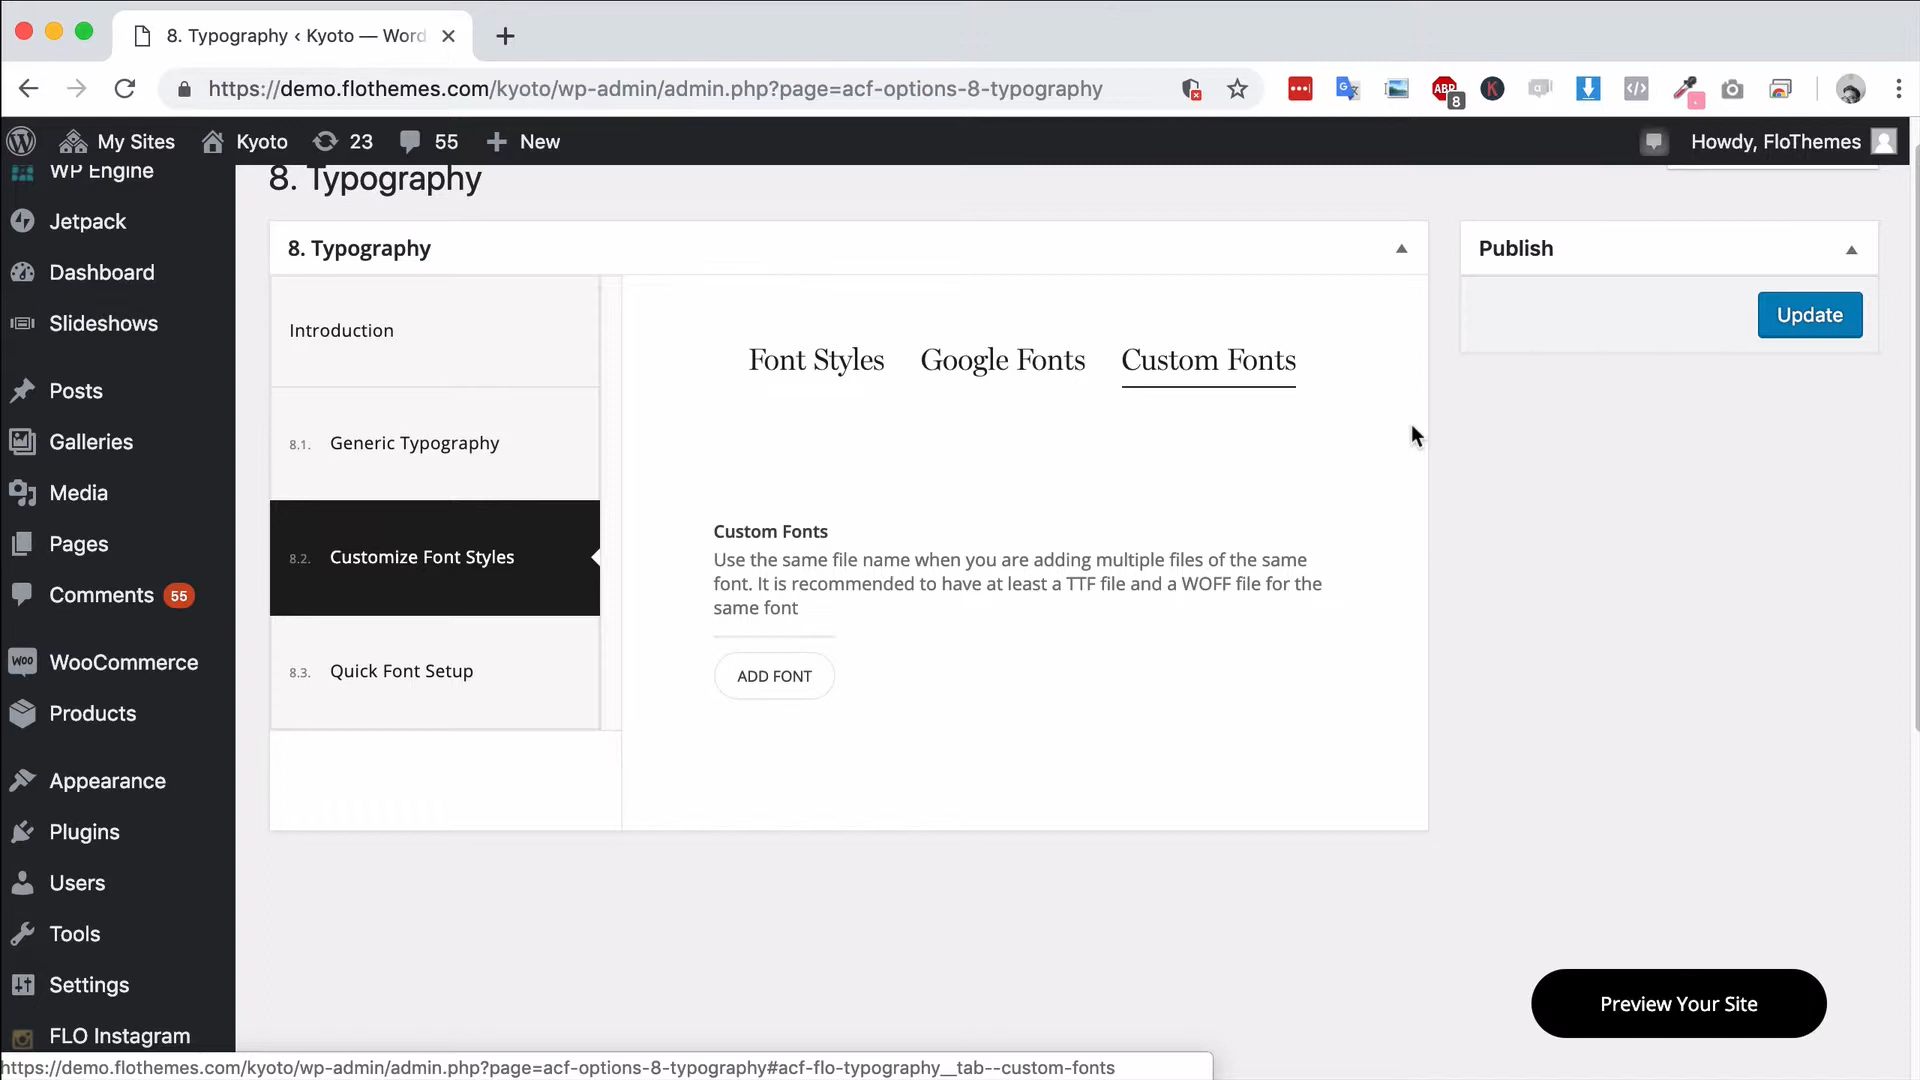 8. Typography ‹ Kyoto — Word
https://demo.flothemes.com/kyoto/wp-admin/admin.php?page=acf-options-8-typography
ABP
8
K
My Sites
Kyoto
23
55
New
Howdy, FloThemes
WP Engine
Jetpack
Dashboard
Slideshows
Posts
Galleries
Media
Pages
Comments 55
WooCommerce
Products
Appearance
Plugins
Users
Tools
Settings
FLO Instagram
8. Typography
8. Typography
Introduction
8.1. Generic Typography
8.2. Customize Font Styles
8.3. Quick Font Setup
Font Styles
Google Fonts
Custom Fonts
Custom Fonts
Use the same file name when you are adding multiple files of the same
font. It is recommended to have at least a TTF file and a WOFF file for the
same font
ADD FONT
Publish
Update
Preview Your Site
https://demo.flothemes.com/kyoto/wp-admin/admin.php?page=acf-options-8-typography#acf-flo-typography__tab--custom-fonts